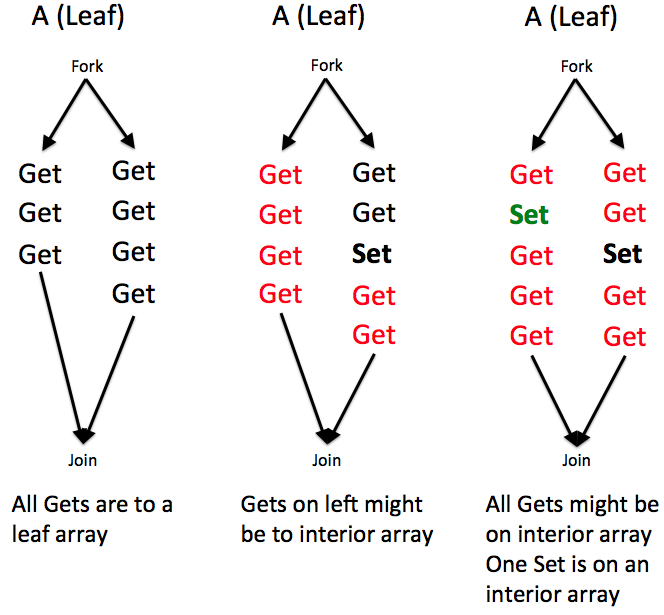 A (Leaf)
Fork
Get
Get
Get
Get
Get
Get
Get
Join
All Gets are to a
leaf array
A (Leaf)
Fork
Get
Get
Get
Get
Get
Get
Set
Get
Get
Join
Gets on left might
be to interior array
A (Leaf)
Fork
Get
Set
Get
Get
Get
Get
Get
Set
Get
Get
Join
All Gets might be
on interior array
One Set is on an
interior array